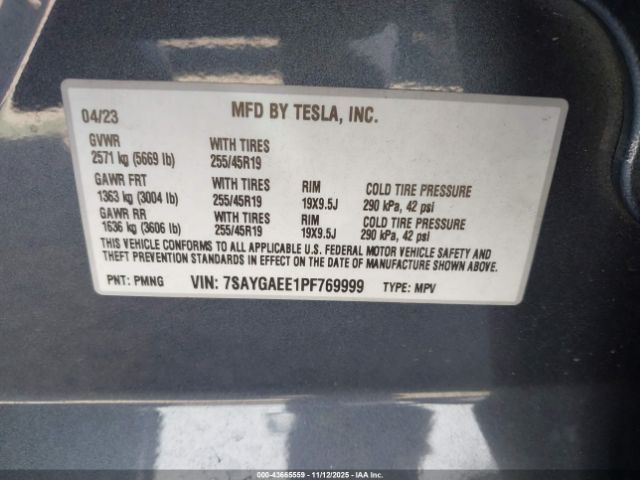 04/23 MFD BY TESLA, INC.
GVWR WITH TIRES
2571 kg (5669 lb) 255/45R19
GAWR FRT WITH TIRES RIM COLD TIRE PRESSURE
1363 kg (3004 lb) 255/45R19 19X9.5J 290 kPa, 42 psi
GAWR RR WITH TIRES RIM COLD TIRE PRESSURE
1636 kg (3606 lb) 255/45R19 19X9.5J 290 kPa, 42 psi
THIS VEHICLE CONFORMS TO ALL APPLICABLE U.S. FEDERAL MOTOR VEHICLE SAFETY AND
THEFT PREVENTION STANDARDS IN EFFECT ON THE DATE OF MANUFACTURE SHOWN ABOVE.
PNT: PMNG VIN: 7SAYGAEE1PF769999 TYPE: MPV
000-43665559 - 11/12/2025 - IAA Inc.